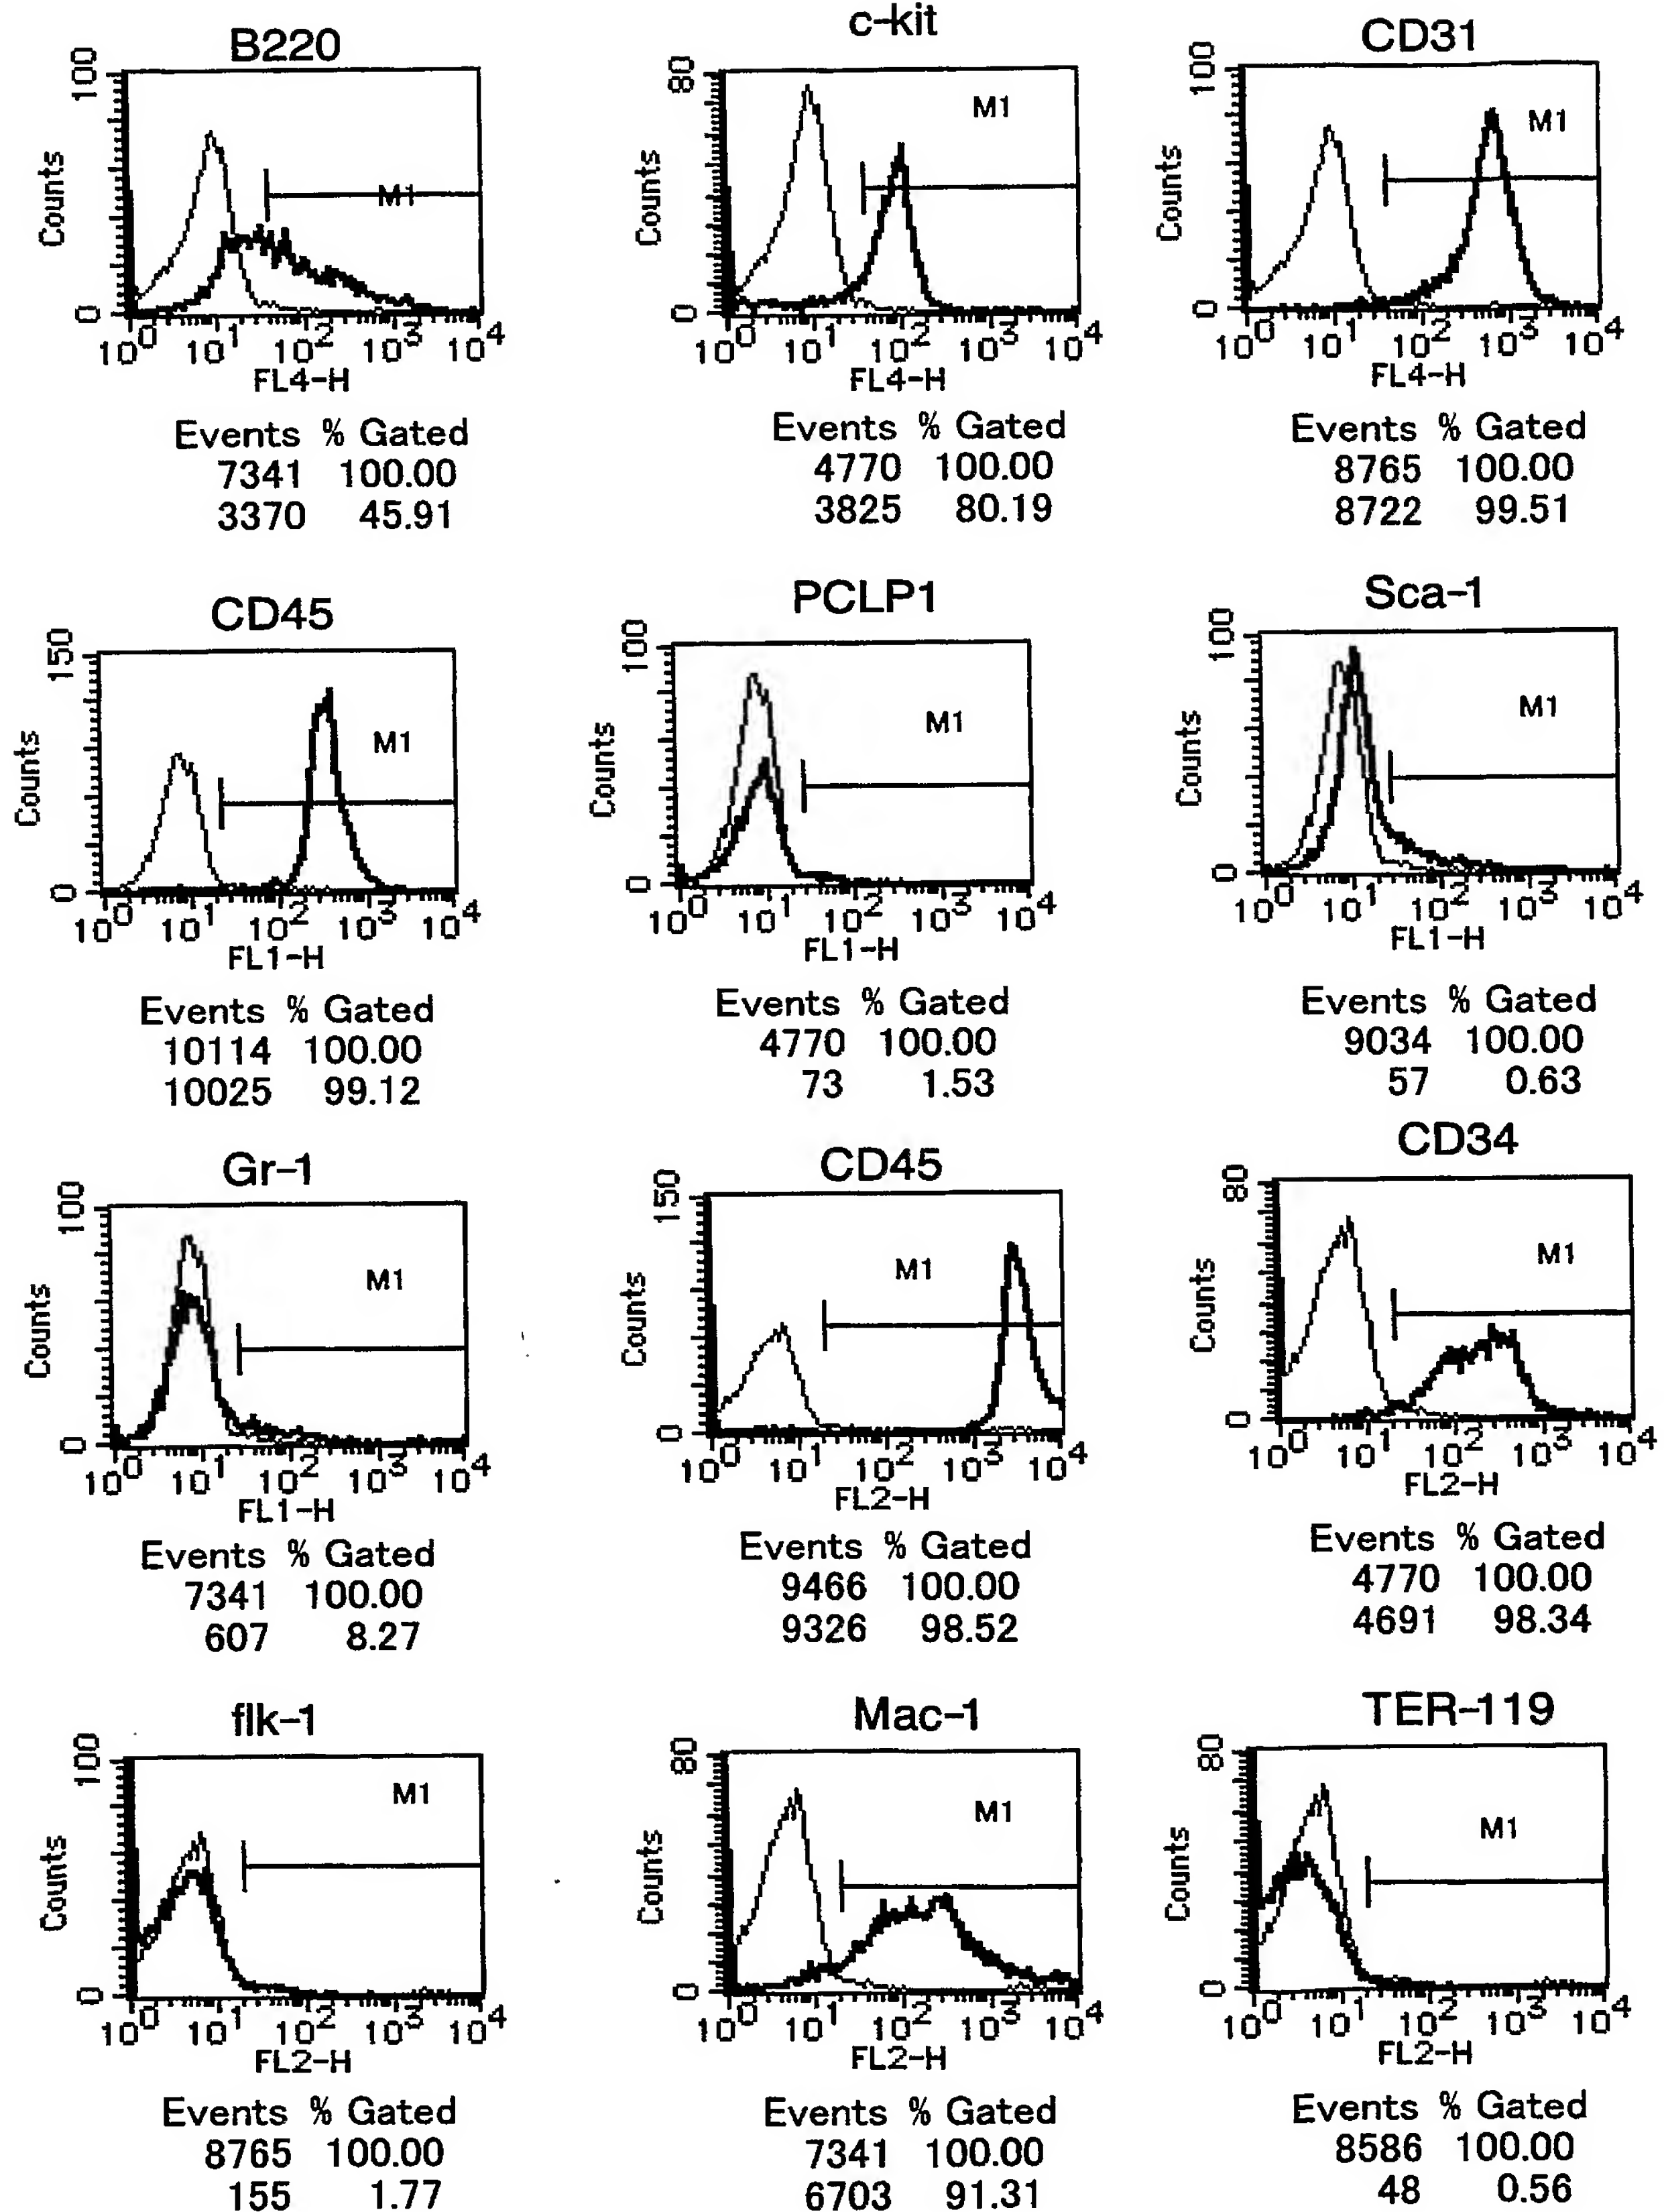 B220
100
Counts
0
M1
10^0 10^1 10^2 10^3 10^4
FL4-H
Events % Gated
7341 100.00
3370 45.91
c-kit
80
Counts
0
M1
10^0 10^1 10^2 10^3 10^4
FL4-H
Events % Gated
4770 100.00
3825 80.19
CD31
100
Counts
0
M1
10^0 10^1 10^2 10^3 10^4
FL4-H
Events % Gated
8765 100.00
8722 99.51
CD45
150
Counts
0
M1
10^0 10^1 10^2 10^3 10^4
FL1-H
Events % Gated
10114 100.00
10025 99.12
PCLP1
100
Counts
0
M1
10^0 10^1 10^2 10^3 10^4
FL1-H
Events % Gated
4770 100.00
73 1.53
Sca-1
100
Counts
0
M1
10^0 10^1 10^2 10^3 10^4
FL1-H
Events % Gated
9034 100.00
57 0.63
Gr-1
100
Counts
0
M1
10^0 10^1 10^2 10^3 10^4
FL1-H
Events % Gated
7341 100.00
607 8.27
CD45
150
Counts
0
M1
10^0 10^1 10^2 10^3 10^4
FL2-H
Events % Gated
9466 100.00
9326 98.52
CD34
80
Counts
0
M1
10^0 10^1 10^2 10^3 10^4
FL2-H
Events % Gated
4770 100.00
4691 98.34
flk-1
100
Counts
0
M1
10^0 10^1 10^2 10^3 10^4
FL2-H
Events % Gated
8765 100.00
155 1.77
Mac-1
80
Counts
0
M1
10^0 10^1 10^2 10^3 10^4
FL2-H
Events % Gated
7341 100.00
6703 91.31
TER-119
80
Counts
0
M1
10^0 10^1 10^2 10^3 10^4
FL2-H
Events % Gated
8586 100.00
48 0.56